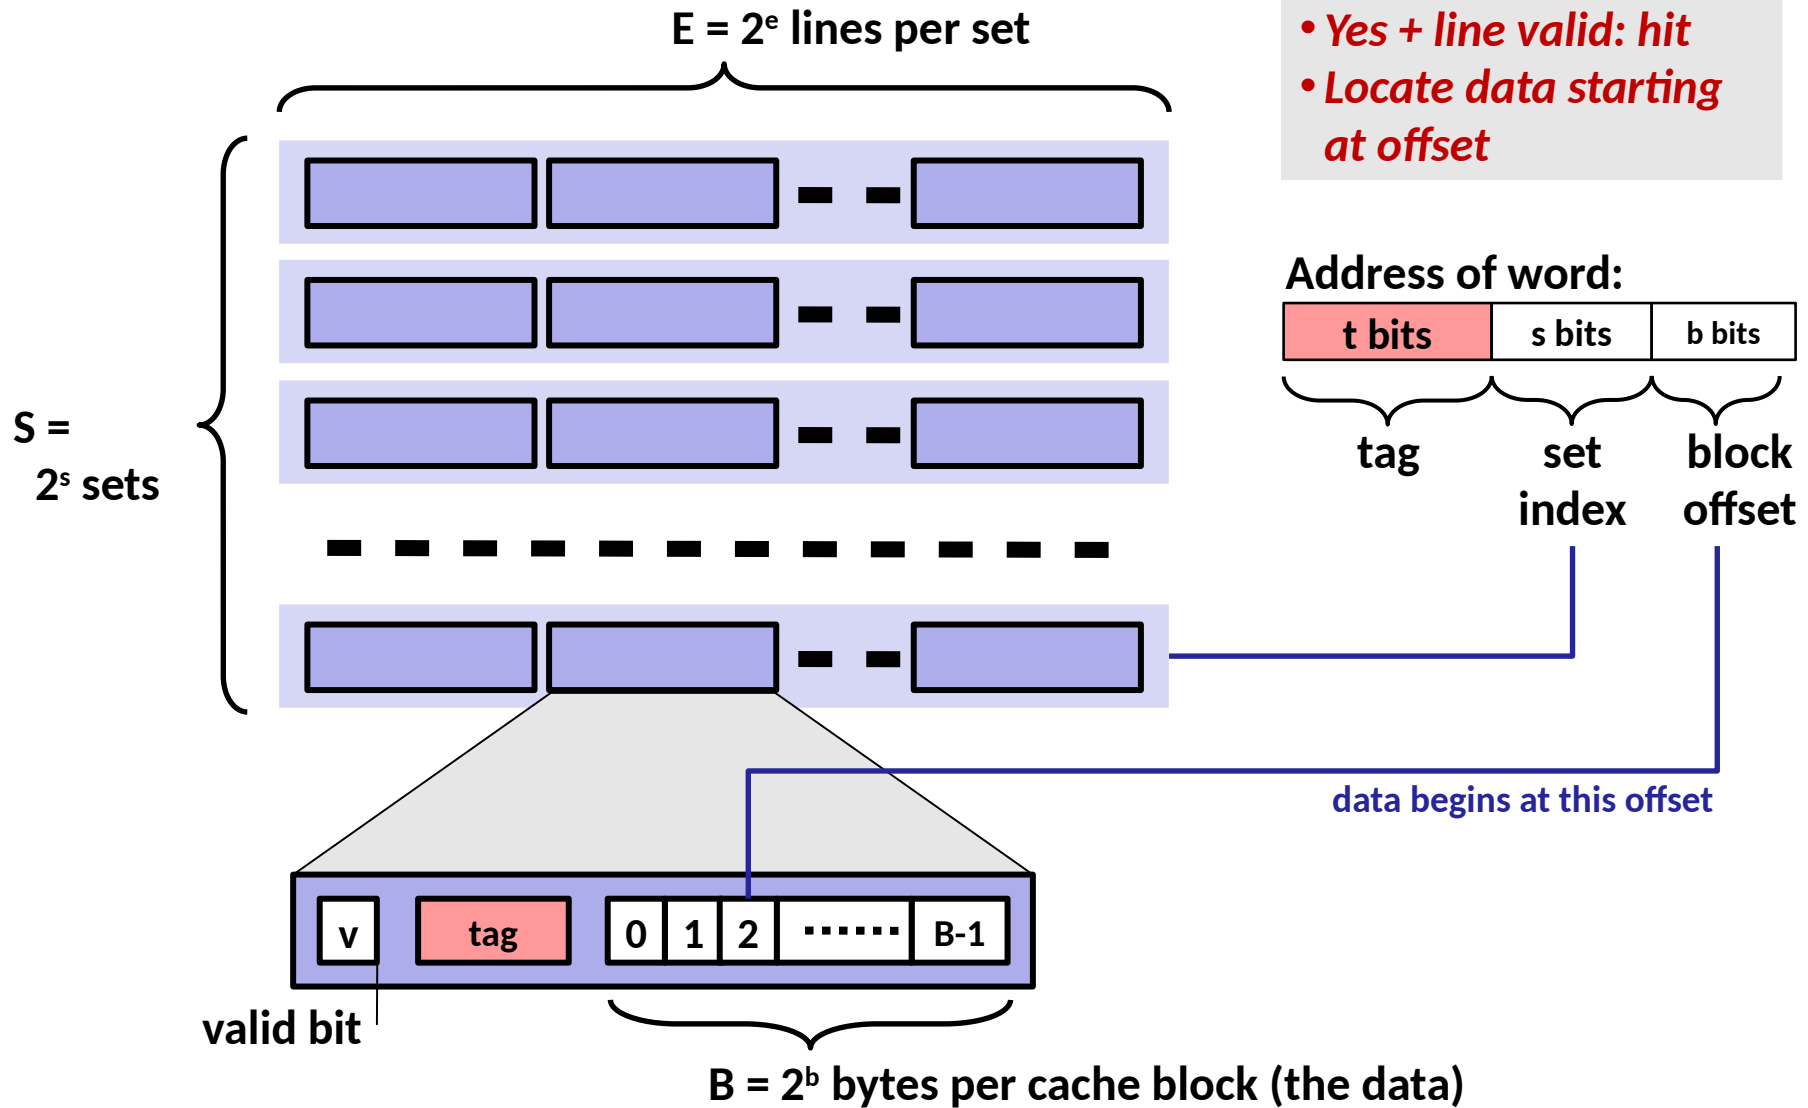 E = 2ᵉ lines per set
• Yes + line valid: hit
• Locate data starting
at offset
Address of word:
t bits s bits b bits
tag set block
index offset
S =
2ˢ sets
data begins at this offset
v tag 0 1 2 B-1
valid bit
B = 2ᵇ bytes per cache block (the data)